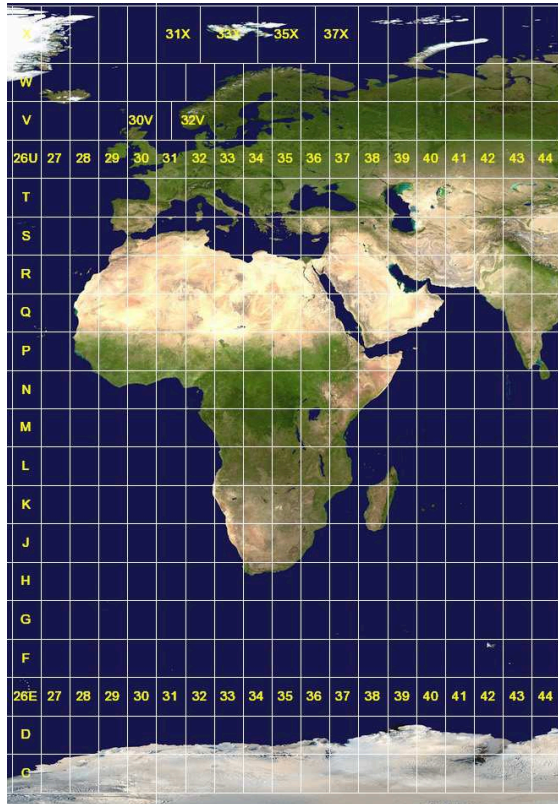 X 31X 33X 35X 37X
W
V 30V 32V
26U 27 28 29 30 31 32 33 34 35 36 37 38 39 40 41 42 43 44
T
S
R
Q
P
N
M
L
K
J
H
G
F
26E 27 28 29 30 31 32 33 34 35 36 37 38 39 40 41 42 43 44
D
C